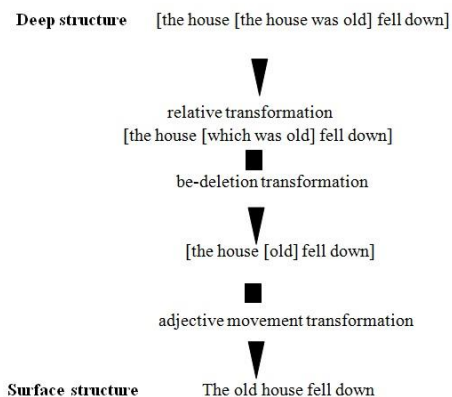 Deep structure [the house [the house was old] fell down]
relative transformation
[the house [which was old] fell down]
be-deletion transformation
[the house [old] fell down]
adjective movement transformation
Surface structure The old house fell down